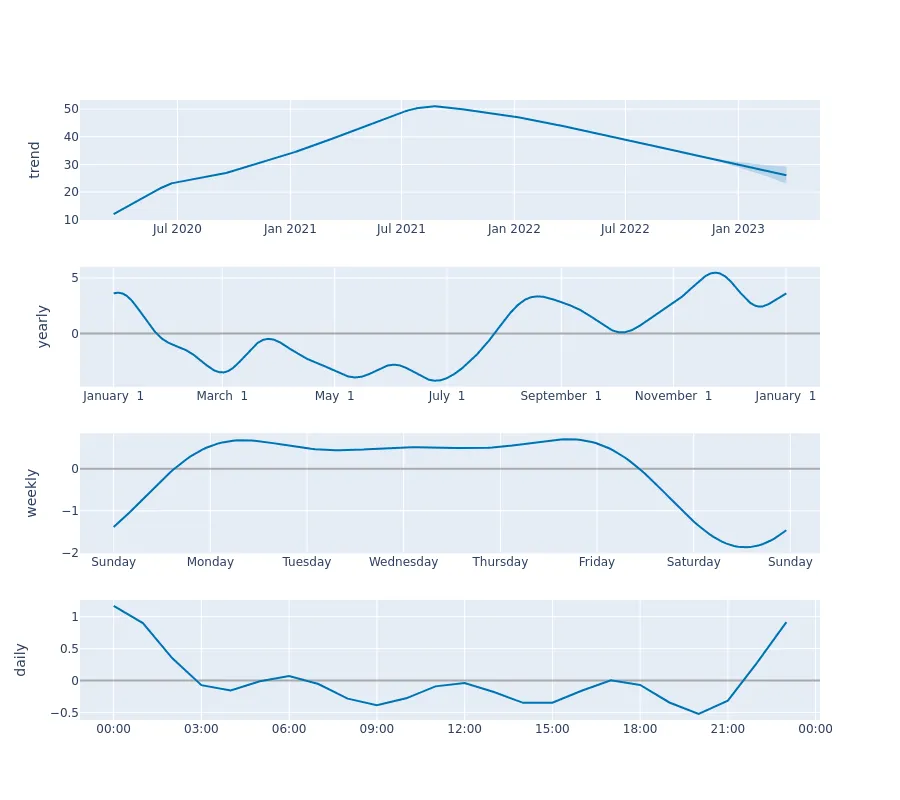 trend
50
40
30
20
10
Jul 2020 Jan 2021 Jul 2021 Jan 2022 Jul 2022 Jan 2023
yearly
5
0
January 1 March 1 May 1 July 1 September 1 November 1 January 1
weekly
0
−1
−2
Sunday Monday Tuesday Wednesday Thursday Friday Saturday Sunday
daily
1
0.5
0
−0.5
00:00 03:00 06:00 09:00 12:00 15:00 18:00 21:00 00:00